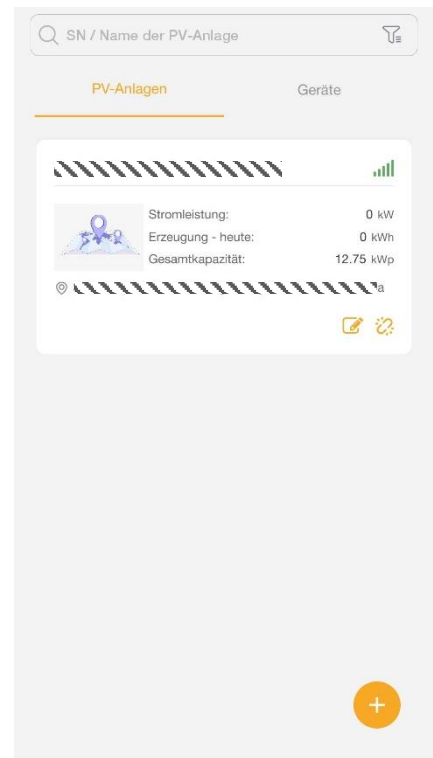 SN / Name der PV-Anlage
PV-Anlagen Geräte
Stromleistung: 0 kW
Erzeugung - heute: 0 kWh
Gesamtkapazität: 12.75 kWp
a